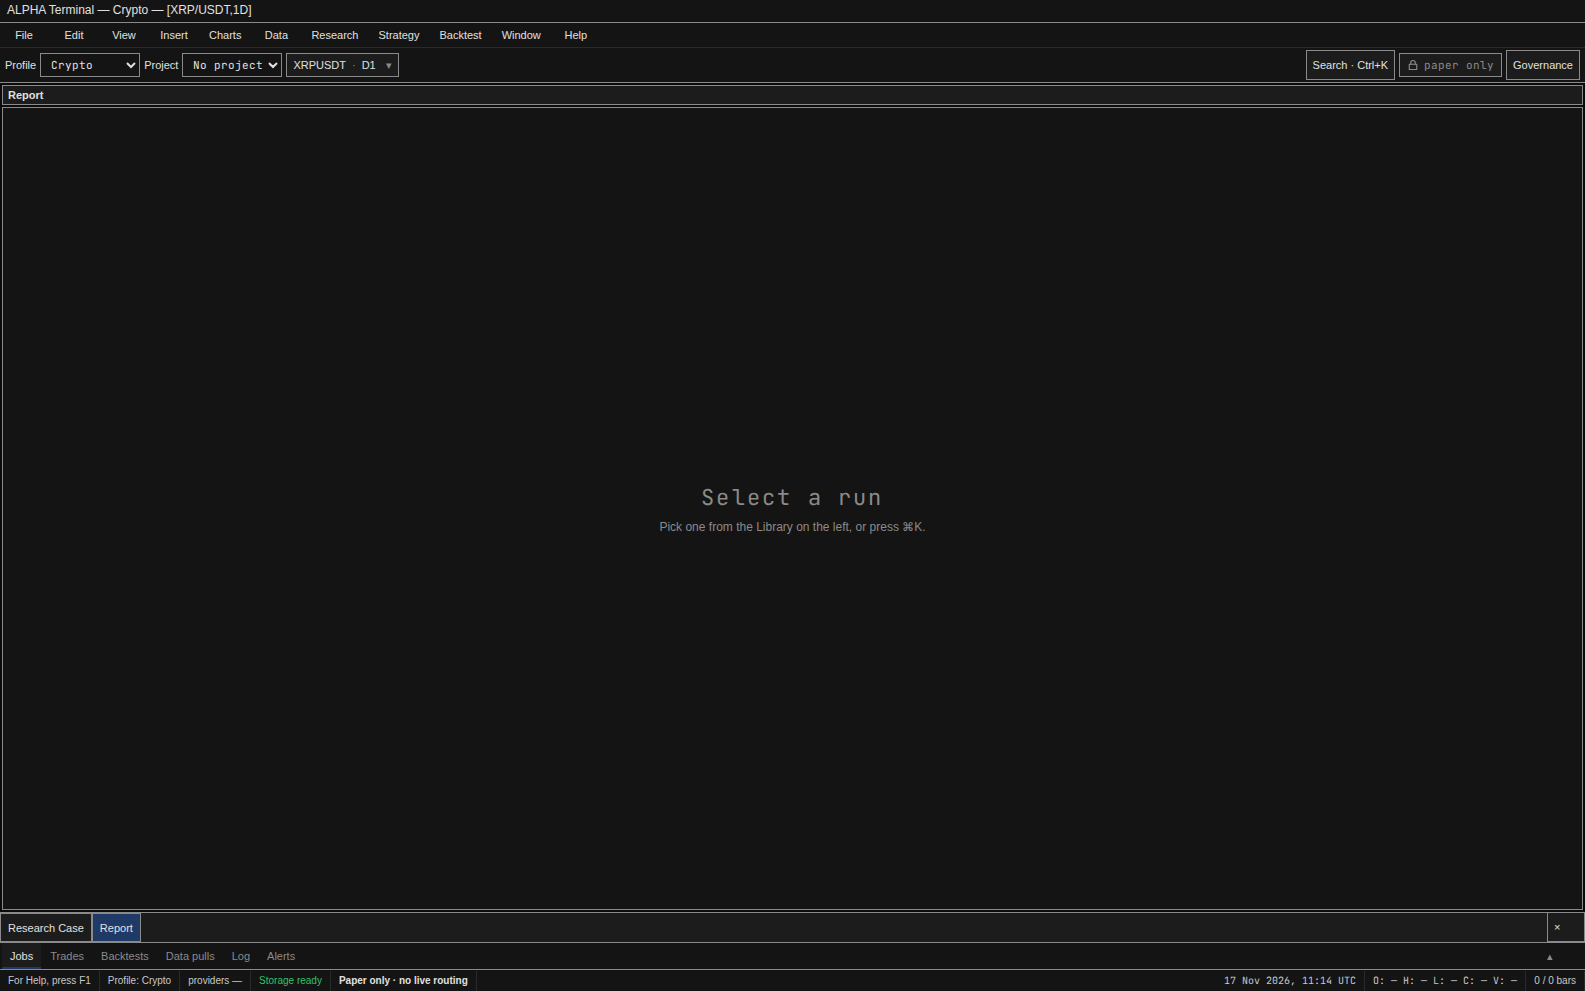 ALPHA Terminal — Crypto — [XRP/USDT,1D]
File Edit View Insert Charts Data Research Strategy Backtest Window Help
Profile Crypto Project No project XRPUSDT · D1 ▾ Search · Ctrl+K paper only Governance
Report
Select a run
Pick one from the Library on the left, or press ⌘K.
Research Case Report ×
Jobs Trades Backtests Data pulls Log Alerts ▴
For Help, press F1 Profile: Crypto providers — Storage ready Paper only · no live routing 17 Nov 2026, 11:14 UTC O: — H: — L: — C: — V: — 0 / 0 bars